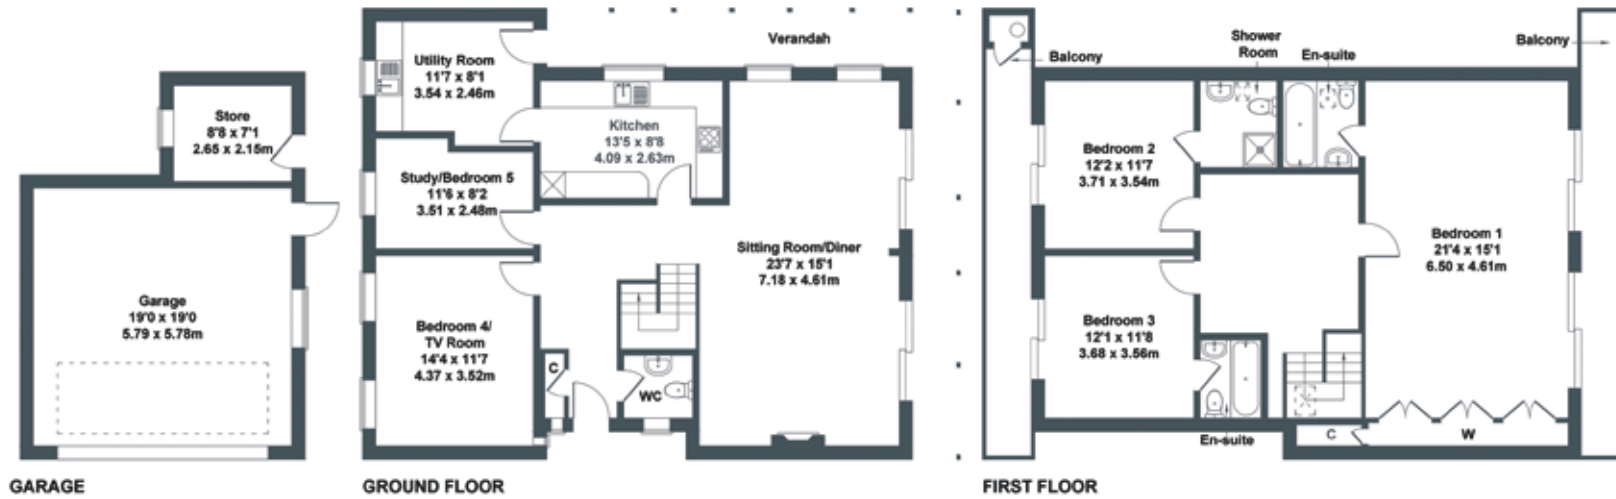 Store
8'8 x 7'1
2.65 x 2.15m
Garage
19'0 x 19'0
5.79 x 5.78m
GARAGE
Verandah
Utility Room
11'7 x 8'1
3.54 x 2.46m
Kitchen
13'5 x 8'8
4.09 x 2.63m
Study/Bedroom 5
11'6 x 8'2
3.51 x 2.48m
Sitting Room/Diner
23'7 x 15'1
7.18 x 4.61m
Bedroom 4/
TV Room
14'4 x 11'7
4.37 x 3.52m
C
WC
GROUND FLOOR
Balcony
Shower
Room
En-suite
Balcony
Bedroom 2
12'2 x 11'7
3.71 x 3.54m
Bedroom 1
21'4 x 15'1
6.50 x 4.61m
Bedroom 3
12'1 x 11'8
3.68 x 3.56m
En-suite
C
W
FIRST FLOOR